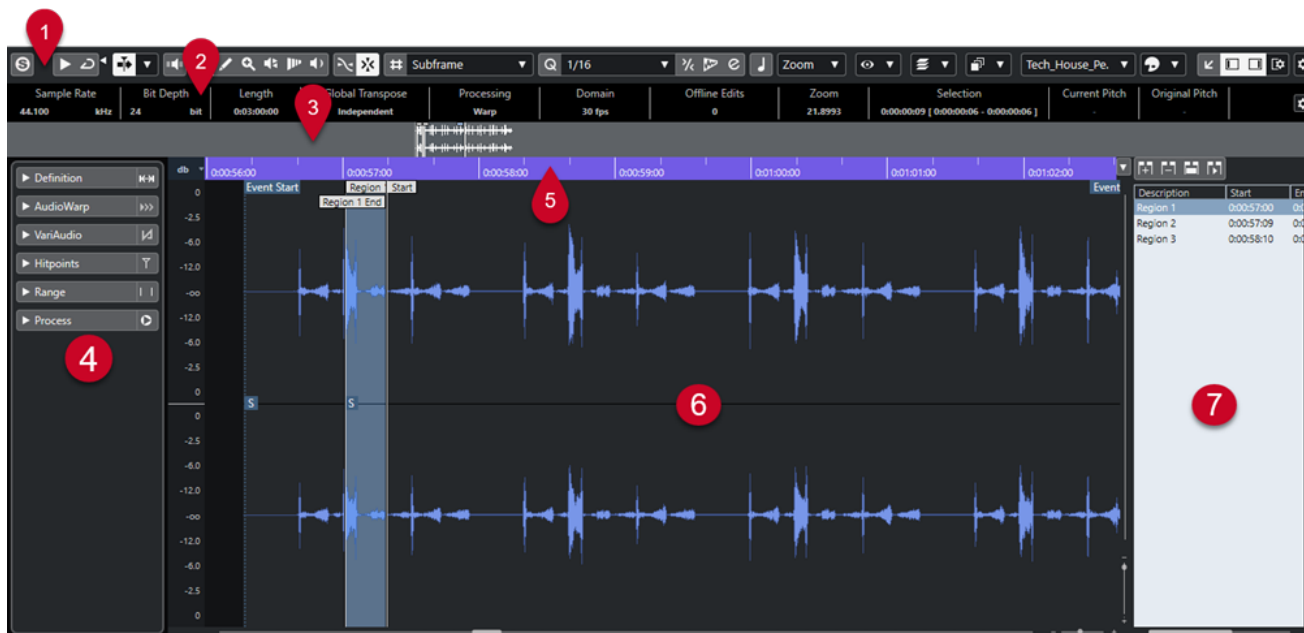 1
S
2
Subframe
Q 1/16
Zoom
Tech_House_Pe.
Sample Rate Bit Depth Length Global Transpose Processing Domain Offline Edits Zoom Selection Current Pitch Original Pitch
44.100 kHz 24 bit 0:03:00:00 Independent Warp 30 fps 0 21.8993 0:00:00:09 [ 0:00:00:06 - 0:00:00:06 ] - -
3
Definition
AudioWarp
VariAudio
Hitpoints
Range
Process
4
db 0:00:56:00 0:00:57:00 0:00:58:00 0:00:59:00 0:01:00:00 0:01:01:00 0:01:02:00
5
Event Start Region Start Event
Region 1 End
0
-2.5
-6.0
-12.0
-oo
-12.0
-6.0
-2.5
0
S S
6
0
-2.5
-6.0
-12.0
-oo
-12.0
-6.0
-2.5
0
Description Start En
Region 1 0:00:57:00 0:0
Region 2 0:00:57:09 0:0
Region 3 0:00:58:10 0:0
7